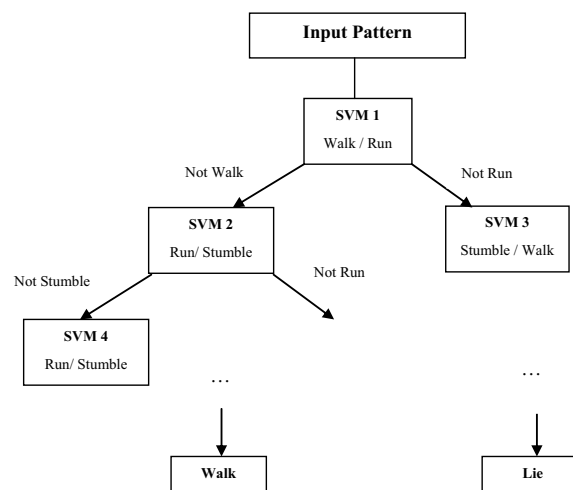 Input Pattern
SVM 1
Walk / Run
Not Walk
Not Run
SVM 2
Run/ Stumble
SVM 3
Stumble / Walk
Not Stumble
Not Run
SVM 4
Run/ Stumble
...
...
Walk
Lie